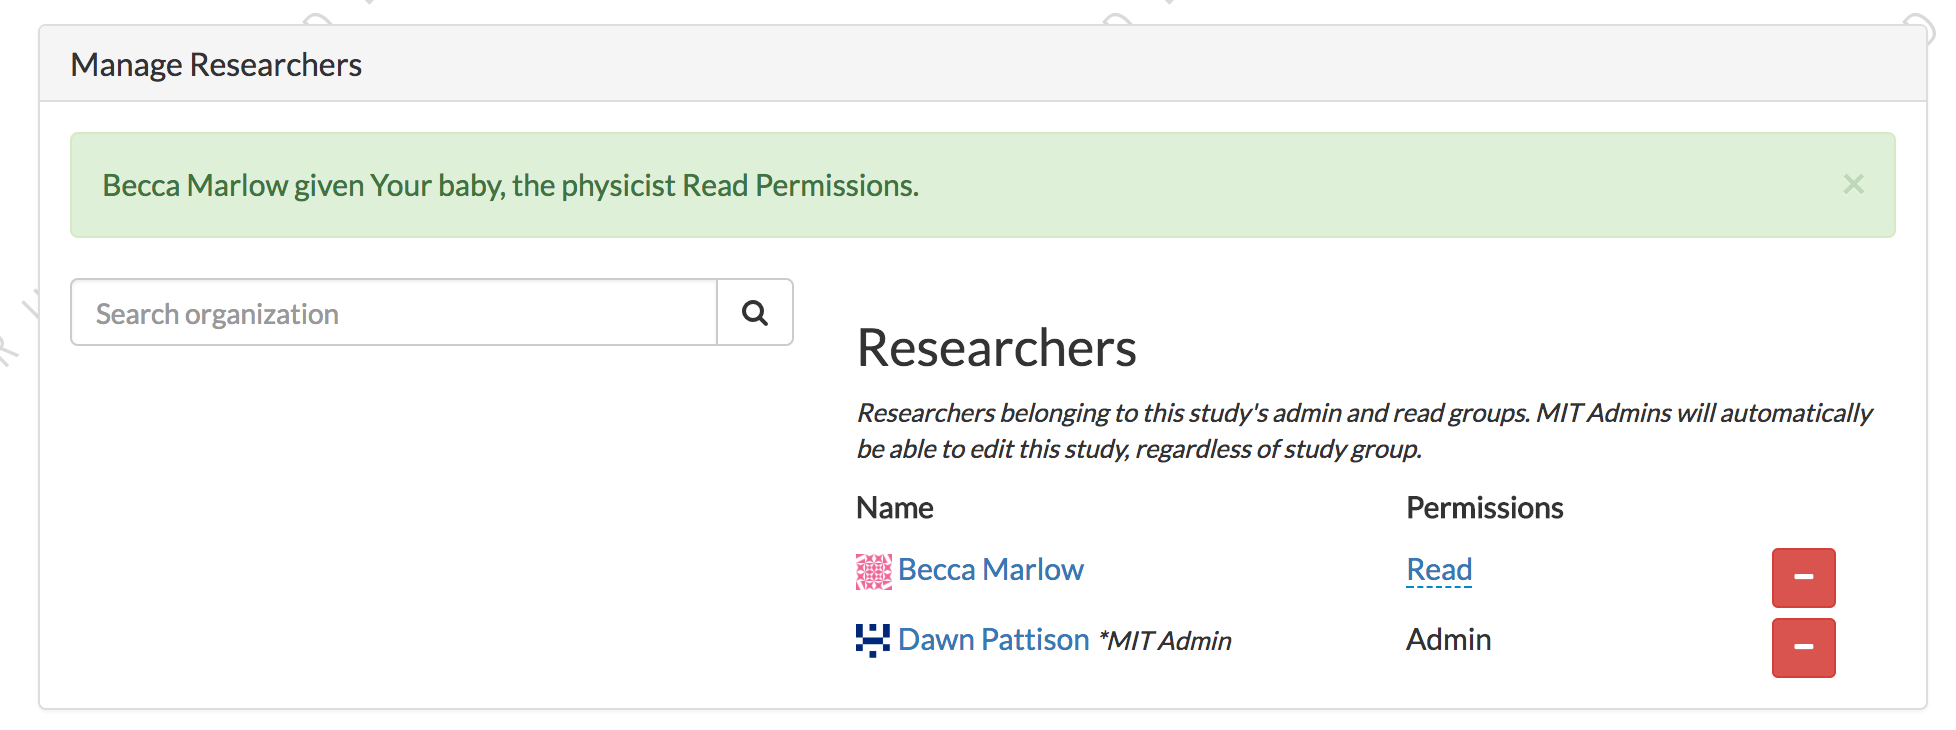 Manage Researchers
Becca Marlow given Your baby, the physicist Read Permissions.
×
Search organization
Researchers
Researchers belonging to this study's admin and read groups. MIT Admins will automatically
be able to edit this study, regardless of study group.
Name Permissions
Becca Marlow Read
Dawn Pattison *MIT Admin Admin